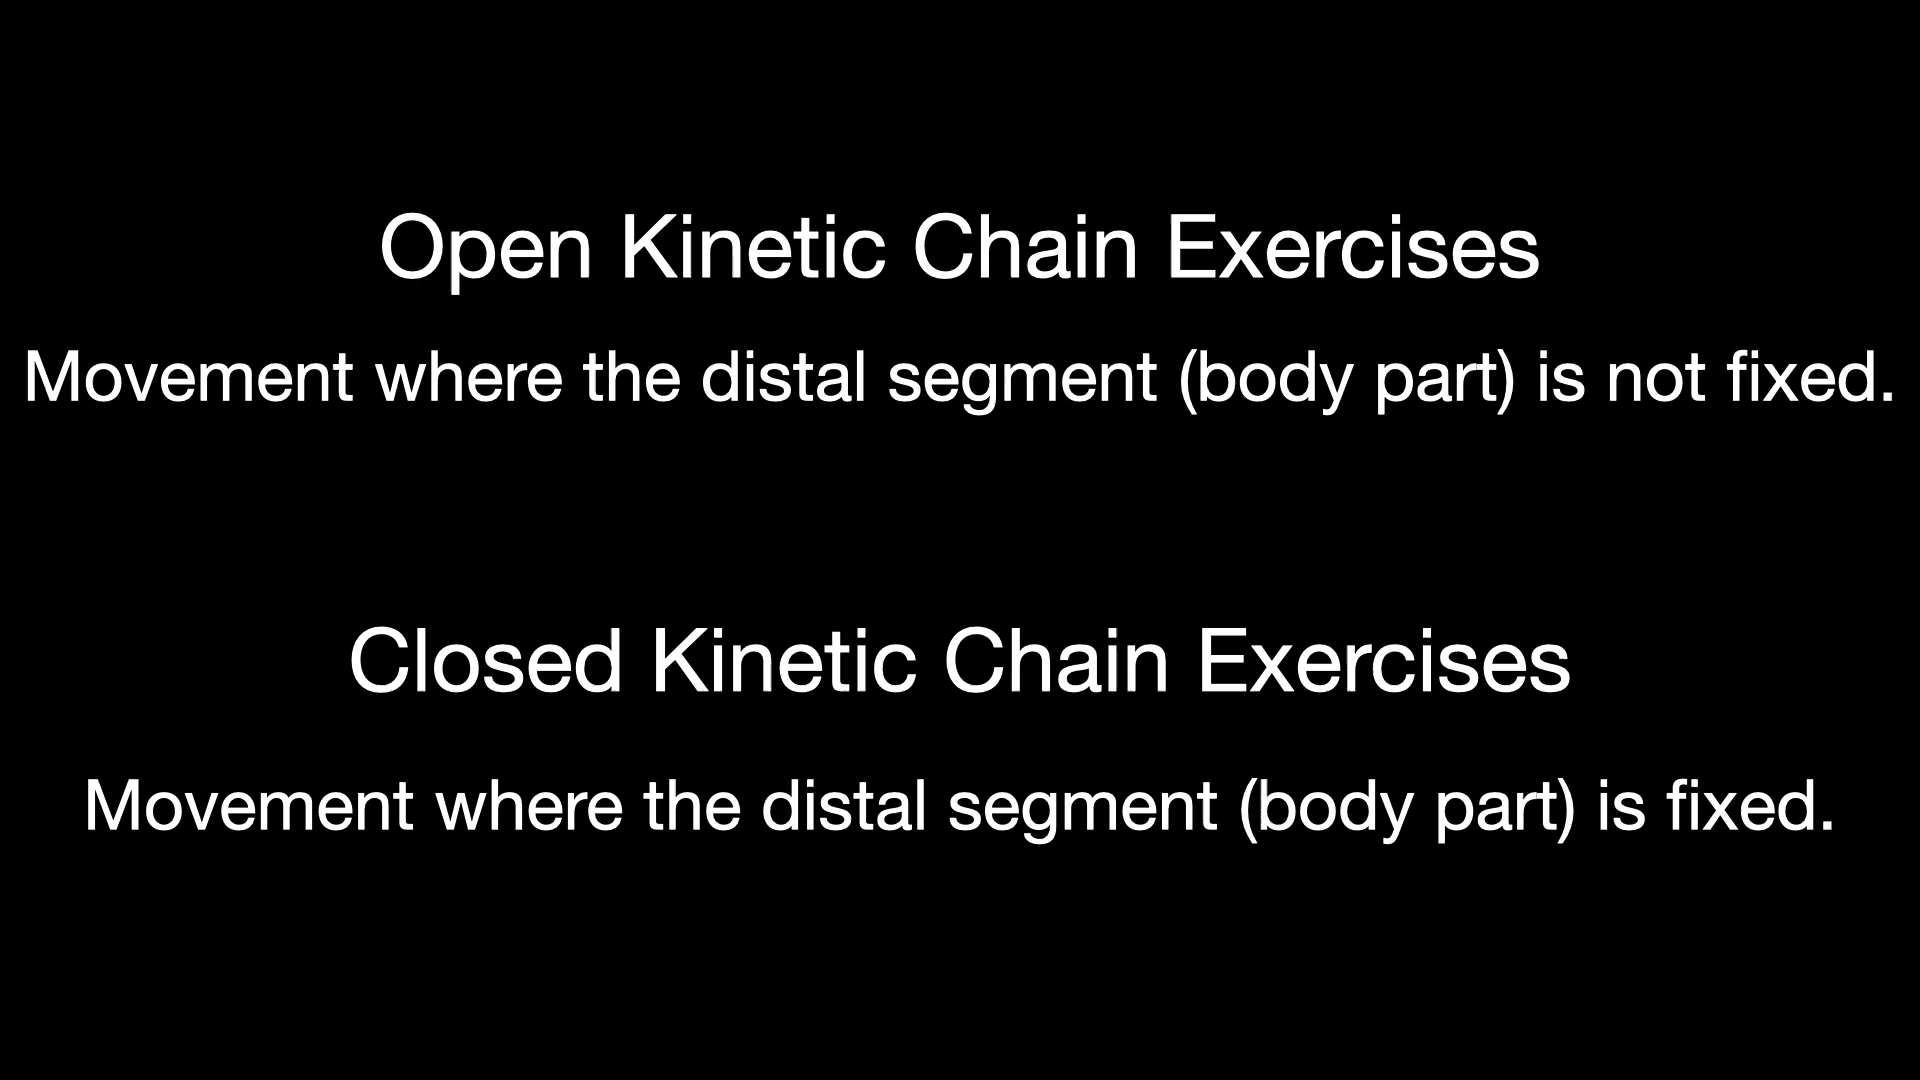 Open Kinetic Chain Exercises
Movement where the distal segment (body part) is not fixed.
Closed Kinetic Chain Exercises
Movement where the distal segment (body part) is fixed.